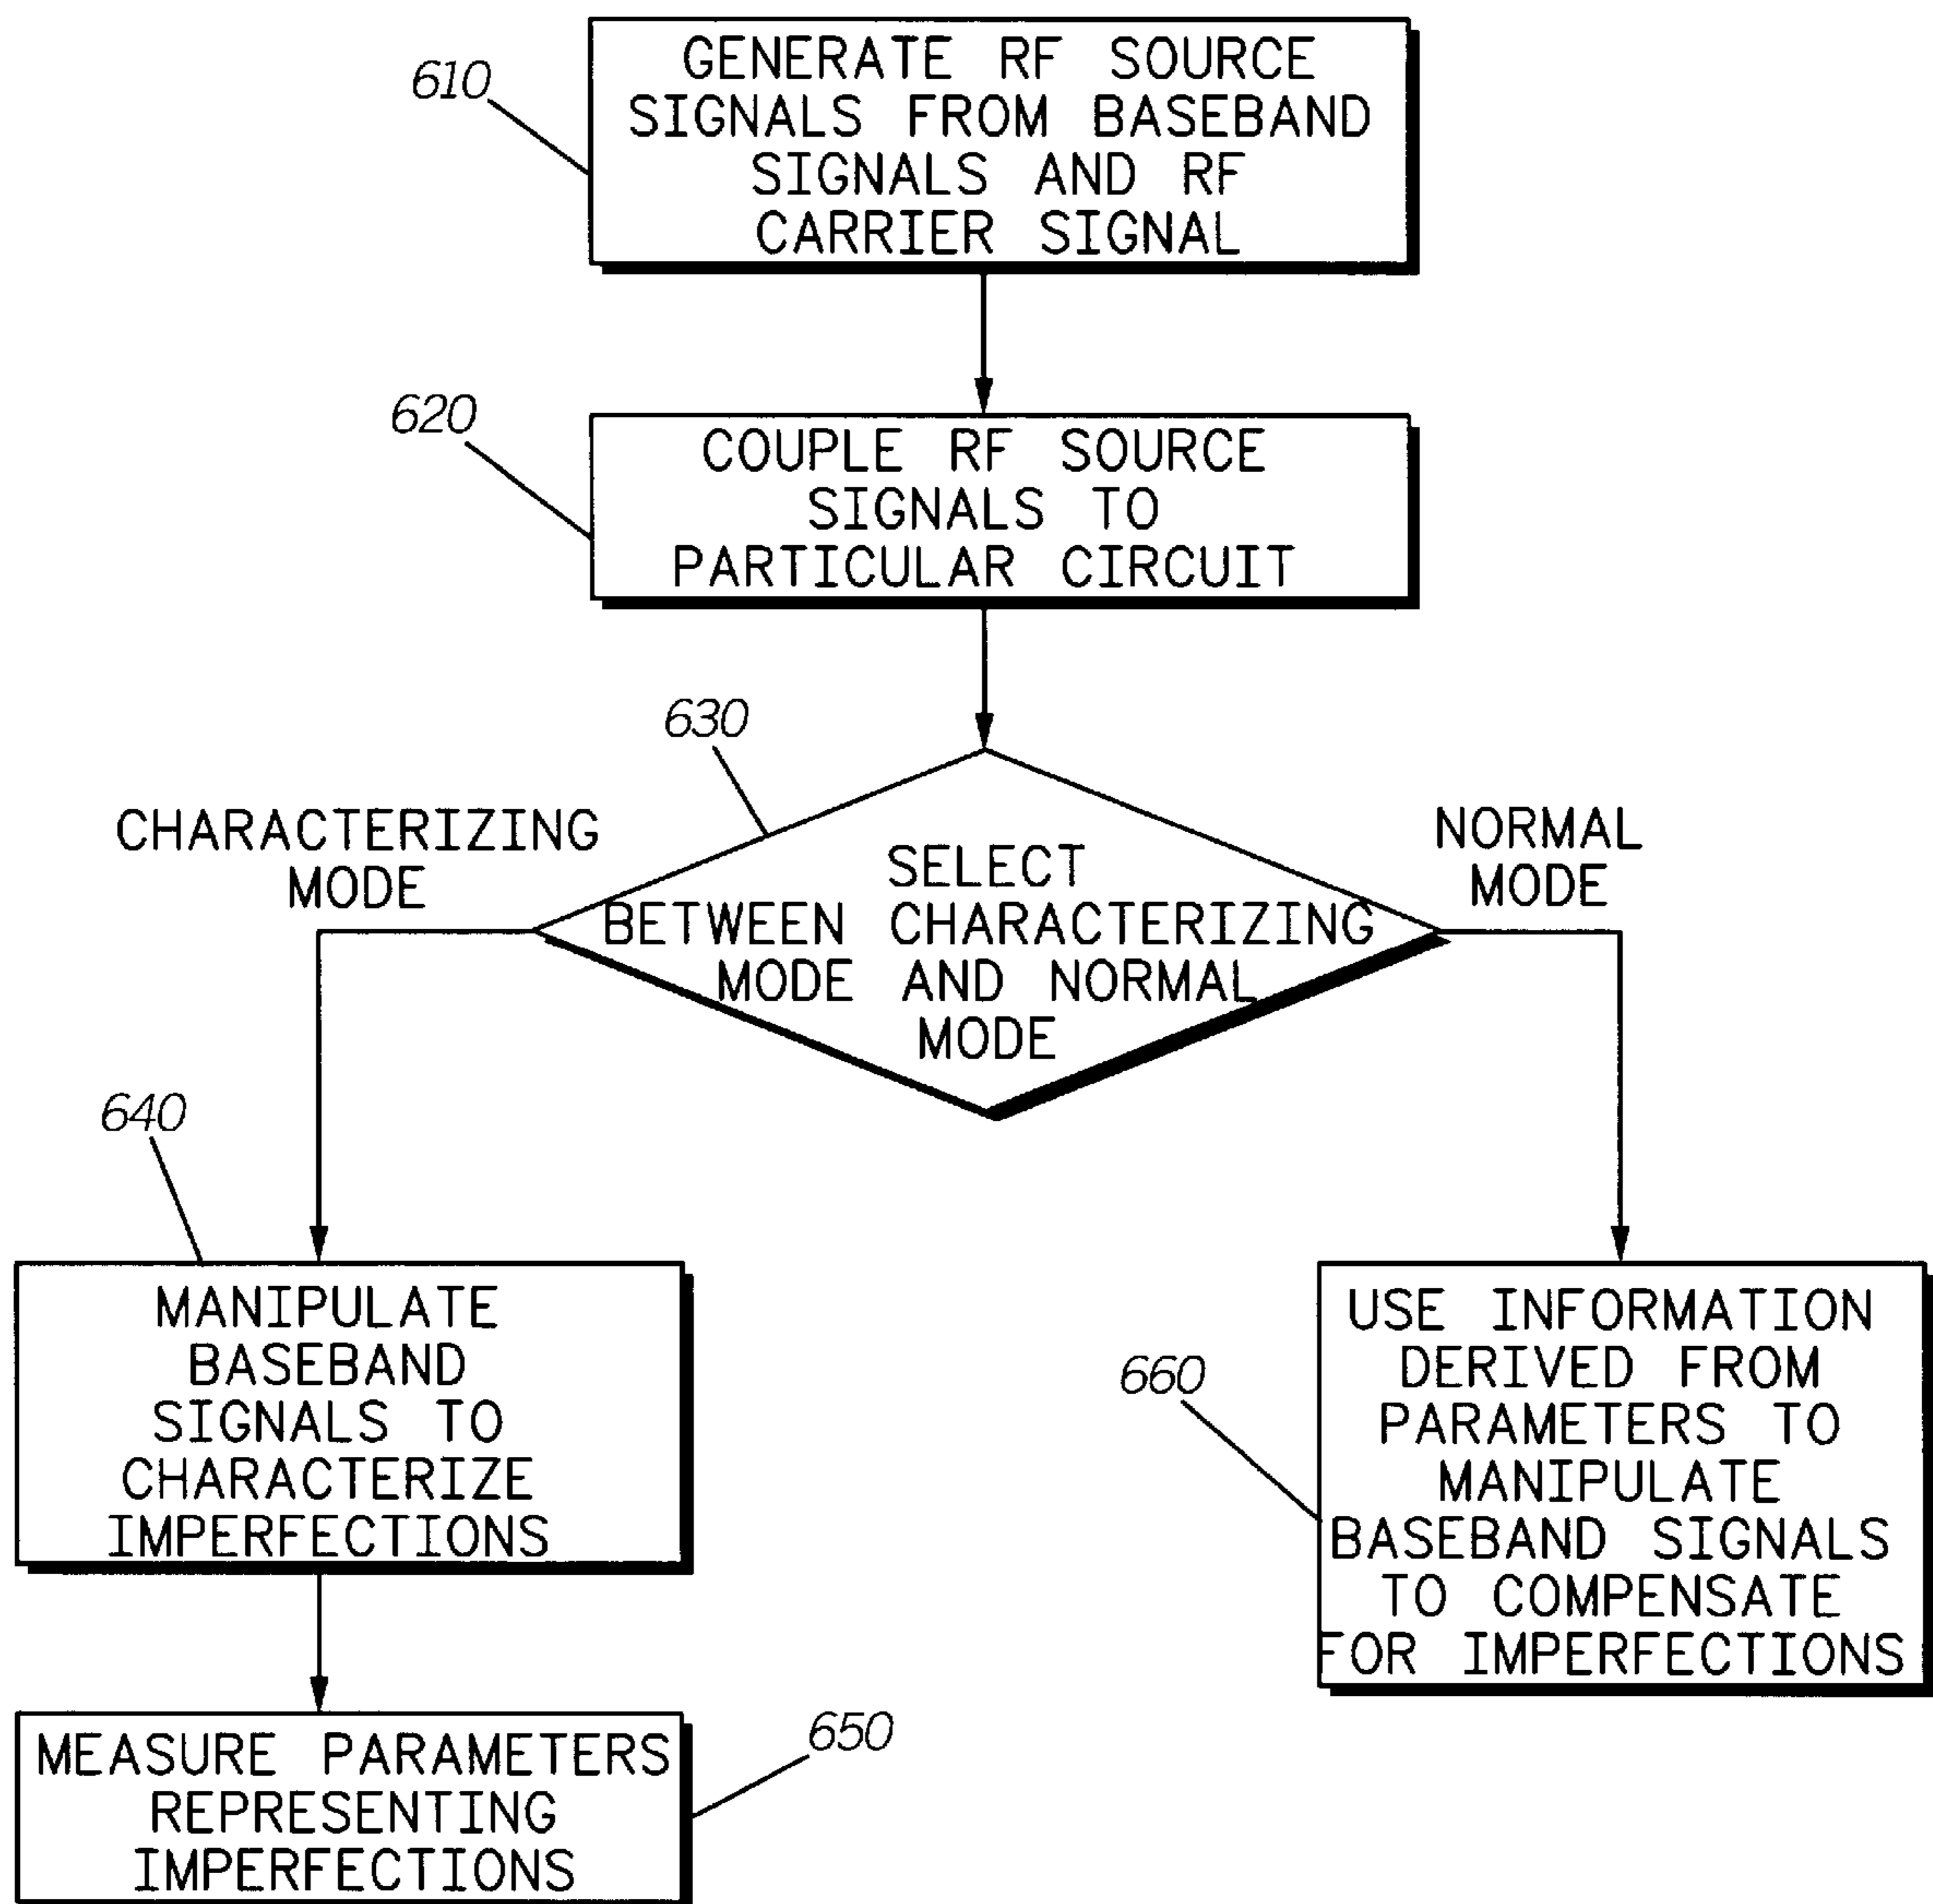 610
GENERATE RF SOURCE
SIGNALS FROM BASEBAND
SIGNALS AND RF
CARRIER SIGNAL
620
COUPLE RF SOURCE
SIGNALS TO
PARTICULAR CIRCUIT
630
CHARACTERIZING
MODE
SELECT
BETWEEN CHARACTERIZING
MODE AND NORMAL
MODE
NORMAL
MODE
640
MANIPULATE
BASEBAND
SIGNALS TO
CHARACTERIZE
IMPERFECTIONS
660
USE INFORMATION
DERIVED FROM
PARAMETERS TO
MANIPULATE
BASEBAND SIGNALS
TO COMPENSATE
FOR IMPERFECTIONS
MEASURE PARAMETERS
REPRESENTING
IMPERFECTIONS
650